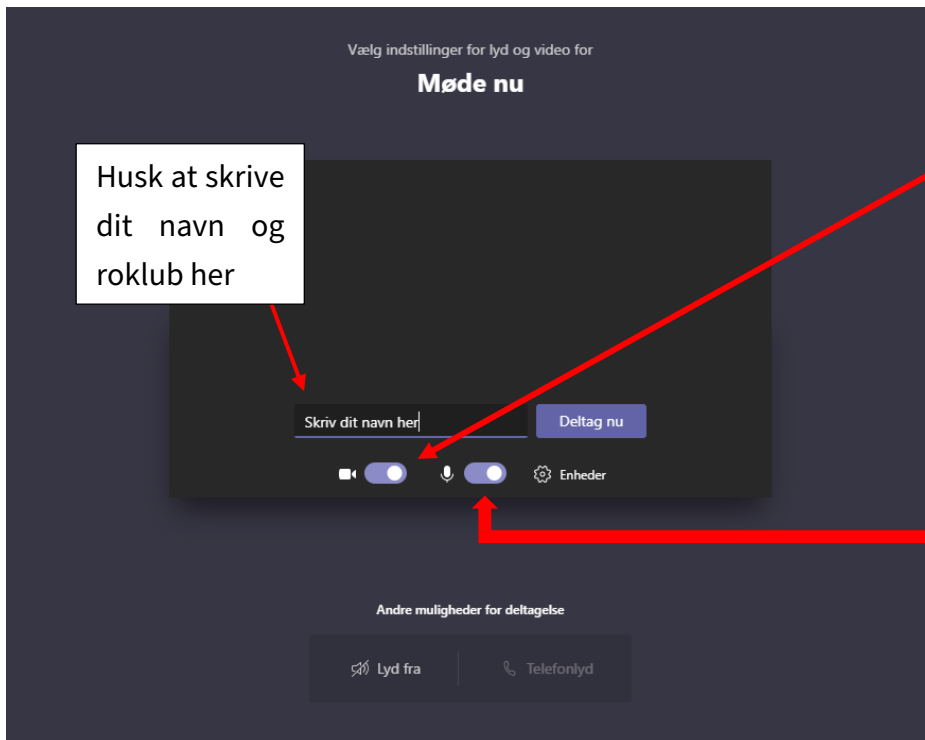 Vælg indstillinger for lyd og video for
Møde nu
Husk at skrive
dit navn og
roklub her
Skriv dit navn her
Deltag nu
Enheder
Andre muligheder for deltagelse
Lyd fra
Telefonlyd